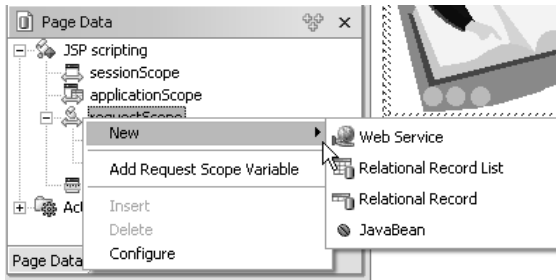 Page Data
JSP scripting
sessionScope
applicationScope
requestScope
New
Web Service
Add Request Scope Variable
Relational Record List
Insert
Relational Record
Delete
JavaBean
Configure
Page Data